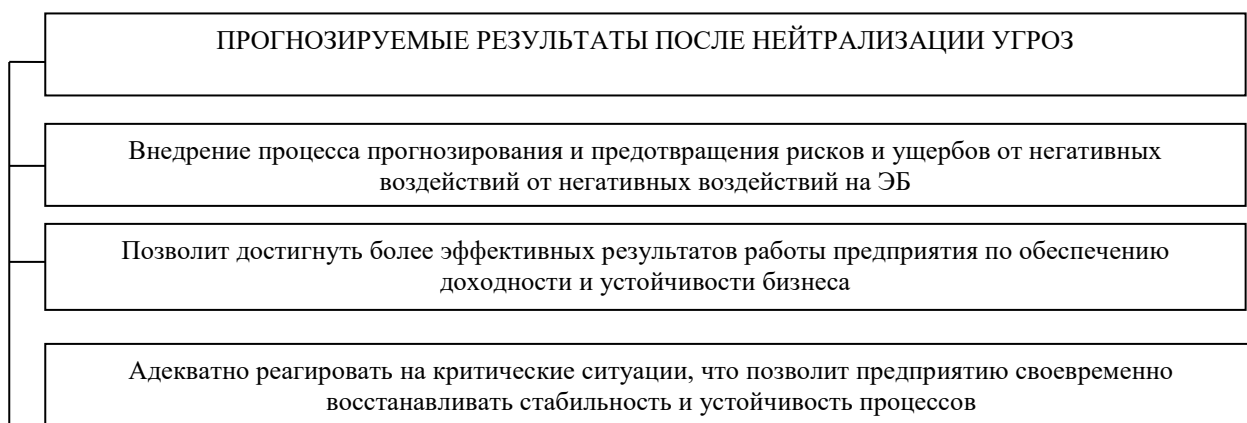 ПРОГНОЗИРУЕМЫЕ РЕЗУЛЬТАТЫ ПОСЛЕ НЕЙТРАЛИЗАЦИИ УГРОЗ
Внедрение процесса прогнозирования и предотвращения рисков и ущербов от негативных
воздействий от негативных воздействий на ЭБ
Позволит достигнуть более эффективных результатов работы предприятия по обеспечению
доходности и устойчивости бизнеса
Адекватно реагировать на критические ситуации, что позволит предприятию своевременно
восстанавливать стабильность и устойчивость процессов